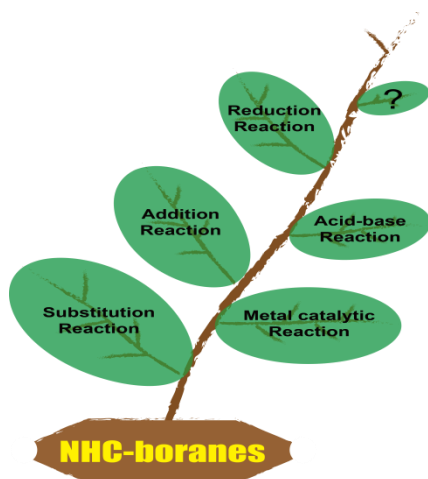 Reduction
Reaction
?
Addition
Reaction
Acid-base
Reaction
Substitution
Reaction
Metal catalytic
Reaction
NHC-boranes